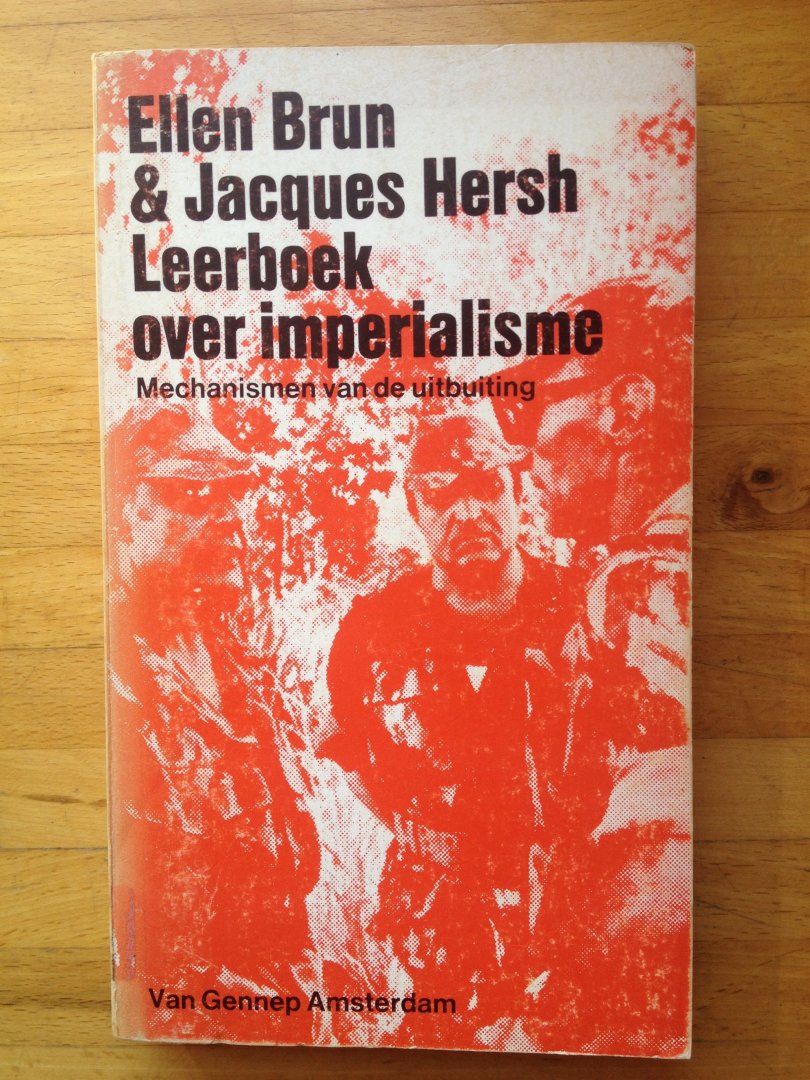 Ellen Brun
& Jacques Hersh
Leerboek
over imperialisme
Mechanismen van de uitbuiting
Van Gennep Amsterdam